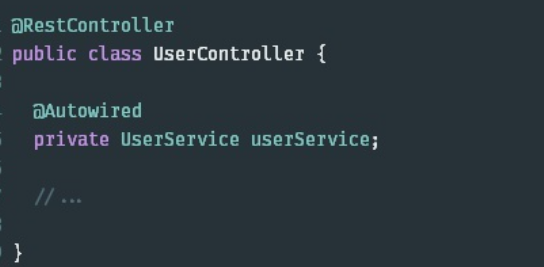 @RestController
public class UserController {
@Autowired
private UserService userService;
//...
}